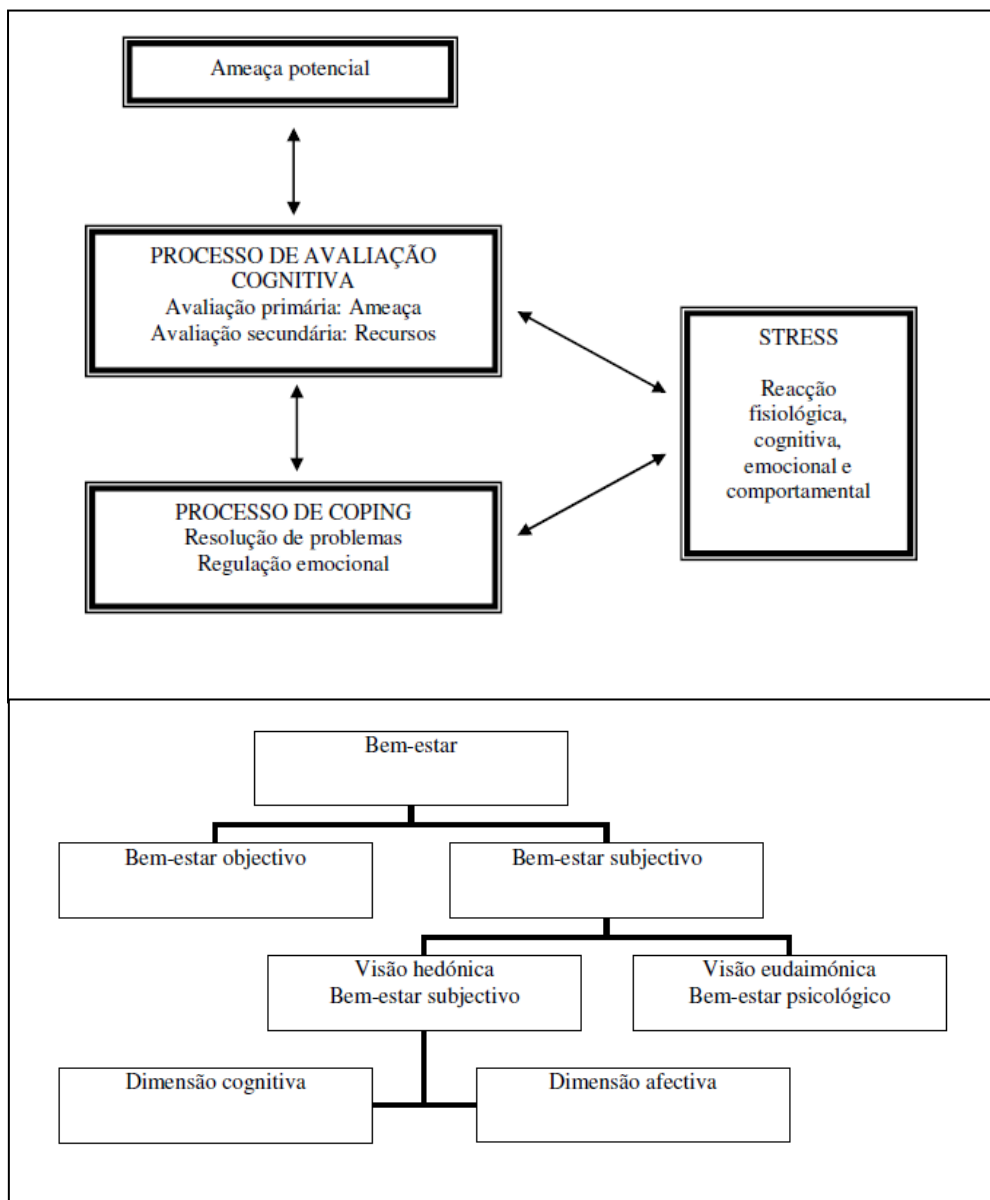 Ameaça potencial
PROCESSO DE AVALIAÇÃO
COGNITIVA
Avaliação primária: Ameaça
Avaliação secundária: Recursos
STRESS
Reacção
fisiológica,
cognitiva,
emocional e
comportamental
PROCESSO DE COPING
Resolução de problemas
Regulação emocional
Bem-estar
Bem-estar objectivo
Bem-estar subjectivo
Visão hedónica
Bem-estar subjectivo
Visão eudaimónica
Bem-estar psicológico
Dimensão cognitiva
Dimensão afectiva